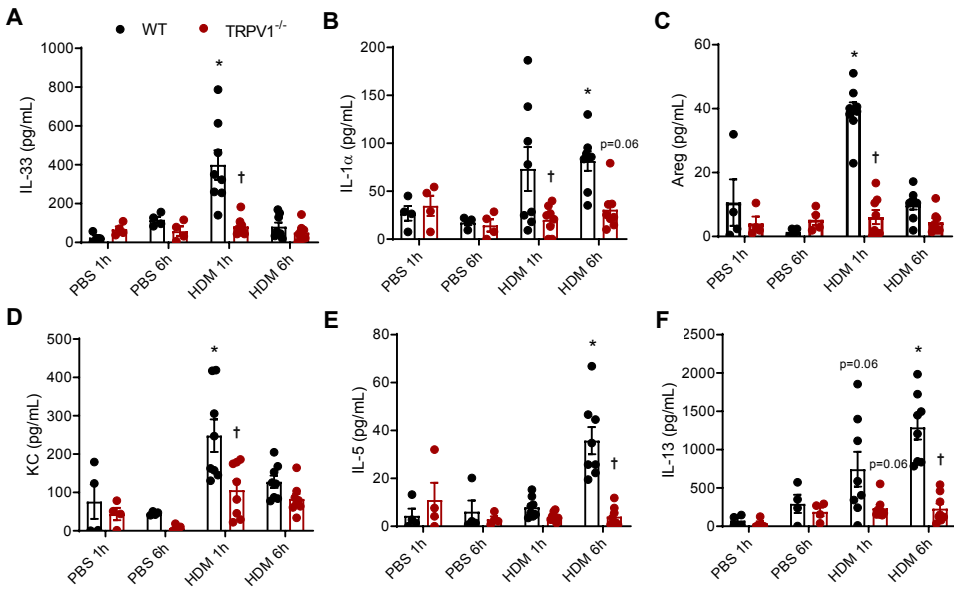 A
WT
TRPV1-/-
IL-33 (pg/mL)
1000
800
600
400
200
0
*
†
PBS 1h
PBS 6h
HDM 1h
HDM 6h
B
IL-1α (pg/mL)
200
150
100
50
0
†
*
p=0.06
PBS 1h
PBS 6h
HDM 1h
HDM 6h
C
Areg (pg/mL)
60
40
20
0
*
†
PBS 1h
PBS 6h
HDM 1h
HDM 6h
D
KC (pg/mL)
500
400
300
200
100
0
*
†
PBS 1h
PBS 6h
HDM 1h
HDM 6h
E
IL-5 (pg/mL)
80
60
40
20
0
*
†
PBS 1h
PBS 6h
HDM 1h
HDM 6h
F
IL-13 (pg/mL)
2500
2000
1500
1000
500
0
p=0.06
p=0.06
*
†
PBS 1h
PBS 6h
HDM 1h
HDM 6h